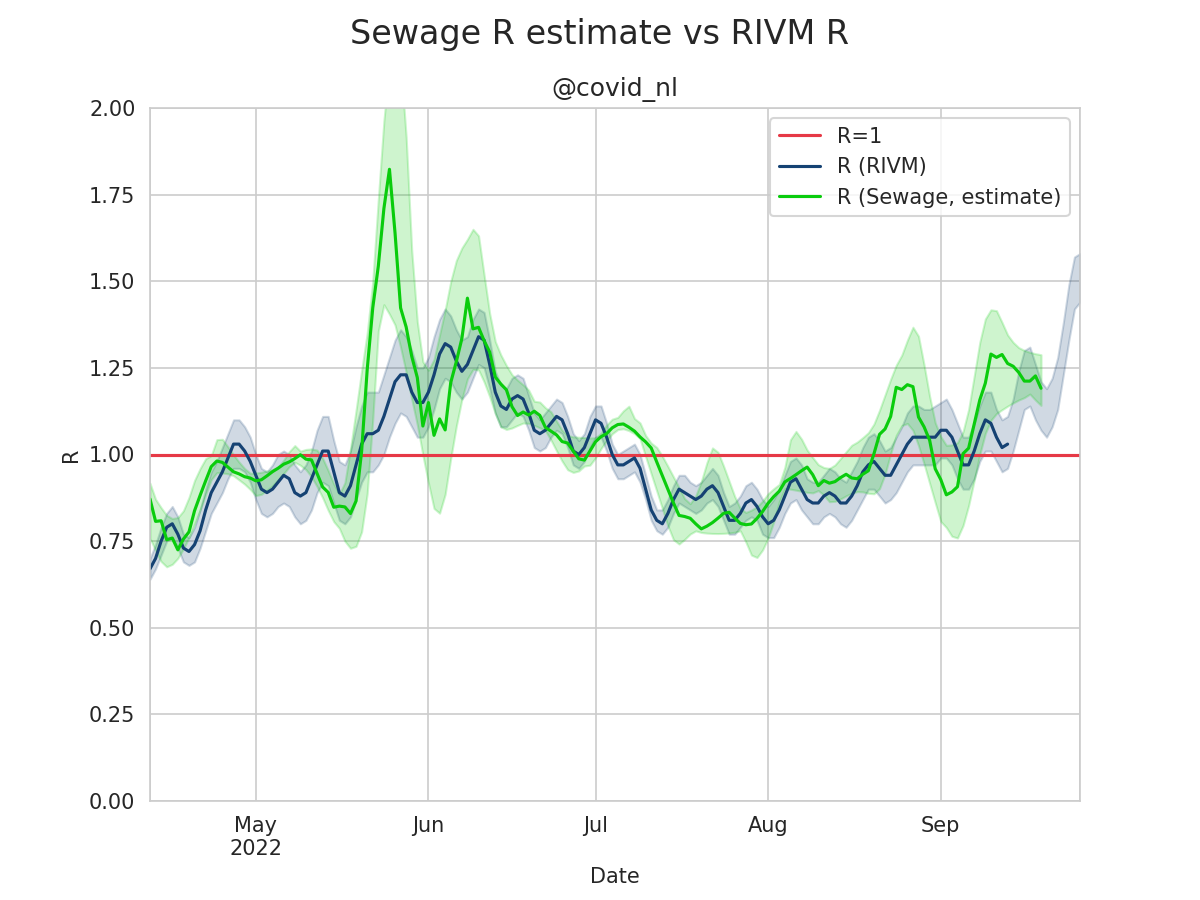 Sewage R estimate vs RIVM R
@covid_nl
R=1
R (RIVM)
R (Sewage, estimate)
2.00
1.75
1.50
1.25
1.00
0.75
0.50
0.25
0.00
R
May
2022
Jun
Jul
Aug
Sep
Date